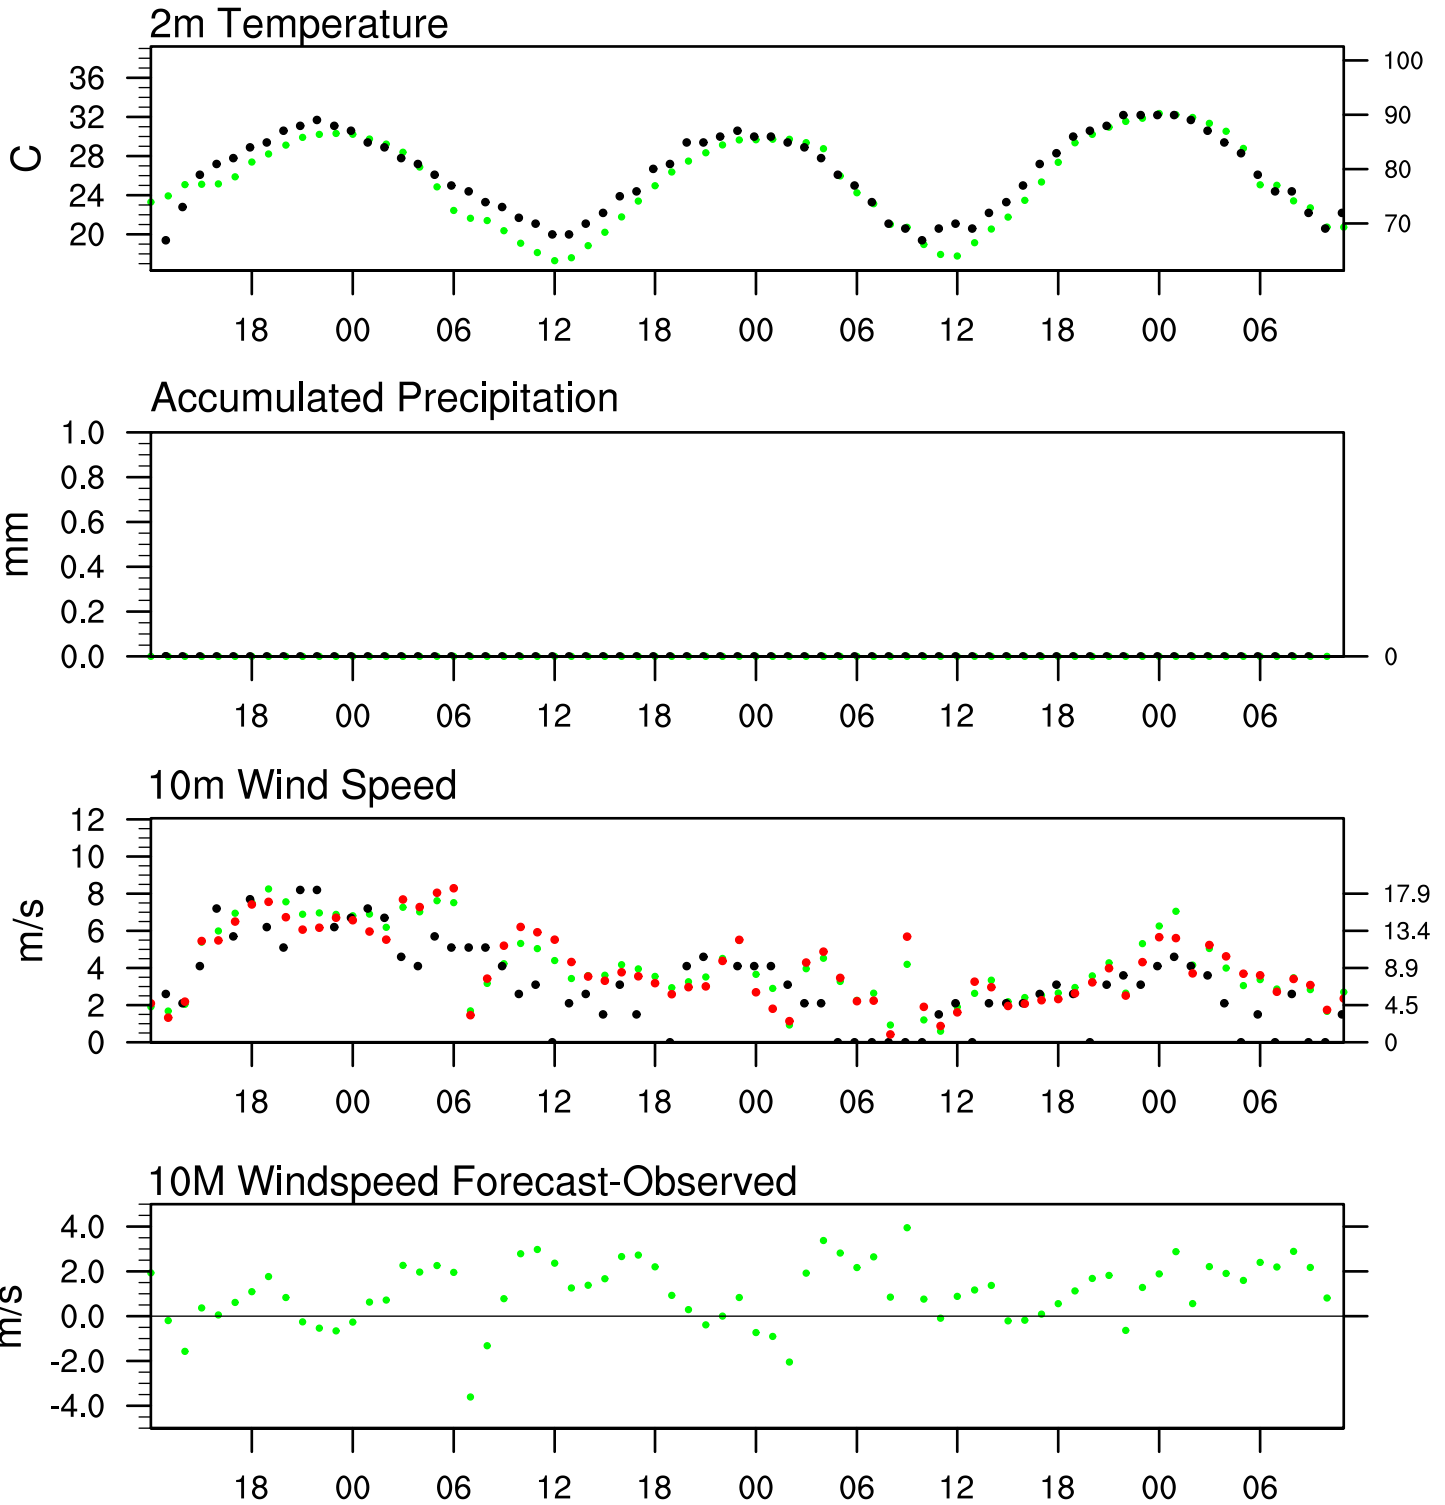 2m Temperature
36
32
28
24
20
C
100
90
80
70
18 00 06 12 18 00 06 12 18 00 06
Accumulated Precipitation
1.0
0.8
0.6
0.4
0.2
0.0
mm
0
18 00 06 12 18 00 06 12 18 00 06
10m Wind Speed
12
10
8
6
4
2
0
m/s
17.9
13.4
8.9
4.5
0
18 00 06 12 18 00 06 12 18 00 06
10M Windspeed Forecast-Observed
4.0
2.0
0.0
-2.0
-4.0
m/s
18 00 06 12 18 00 06 12 18 00 06